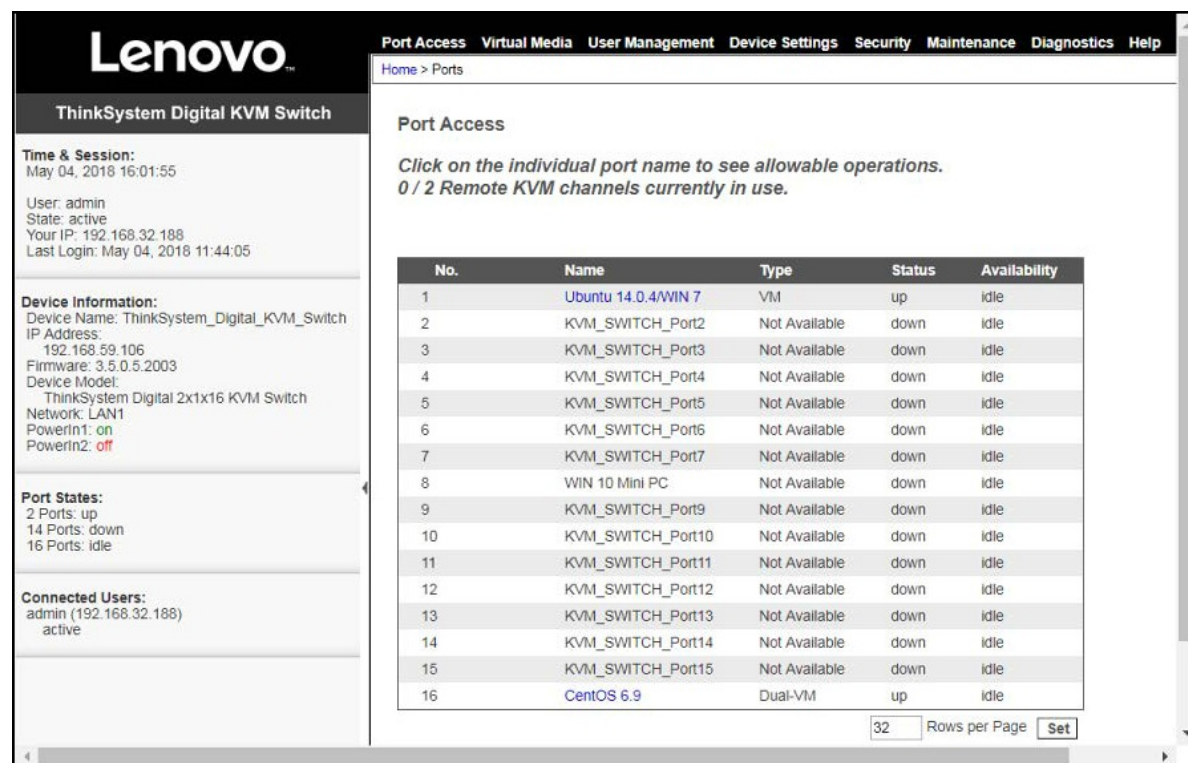 Lenovo™
Port Access Virtual Media User Management Device Settings Security Maintenance Diagnostics Help
Home > Ports
ThinkSystem Digital KVM Switch
Time & Session:
May 04, 2018 16:01:55
User: admin
State: active
Your IP: 192.168.32.188
Last Login: May 04, 2018 11:44:05
Device Information:
Device Name: ThinkSystem_Digital_KVM_Switch
IP Address:
192.168.59.106
Firmware: 3.5.0.5.2003
Device Model:
ThinkSystem Digital 2x1x16 KVM Switch
Network: LAN1
PowerIn1: on
PowerIn2: off
Port States:
2 Ports: up
14 Ports: down
16 Ports: idle
Connected Users:
admin (192.168.32.188)
active
Port Access
Click on the individual port name to see allowable operations.
0 / 2 Remote KVM channels currently in use.
No. Name Type Status Availability
1 Ubuntu 14.0.4/WIN 7 VM up idle
2 KVM_SWITCH_Port2 Not Available down idle
3 KVM_SWITCH_Port3 Not Available down idle
4 KVM_SWITCH_Port4 Not Available down idle
5 KVM_SWITCH_Port5 Not Available down idle
6 KVM_SWITCH_Port6 Not Available down idle
7 KVM_SWITCH_Port7 Not Available down idle
8 WIN 10 Mini PC Not Available down idle
9 KVM_SWITCH_Port9 Not Available down idle
10 KVM_SWITCH_Port10 Not Available down idle
11 KVM_SWITCH_Port11 Not Available down idle
12 KVM_SWITCH_Port12 Not Available down idle
13 KVM_SWITCH_Port13 Not Available down idle
14 KVM_SWITCH_Port14 Not Available down idle
15 KVM_SWITCH_Port15 Not Available down idle
16 CentOS 6.9 Dual-VM up idle
32 Rows per Page Set